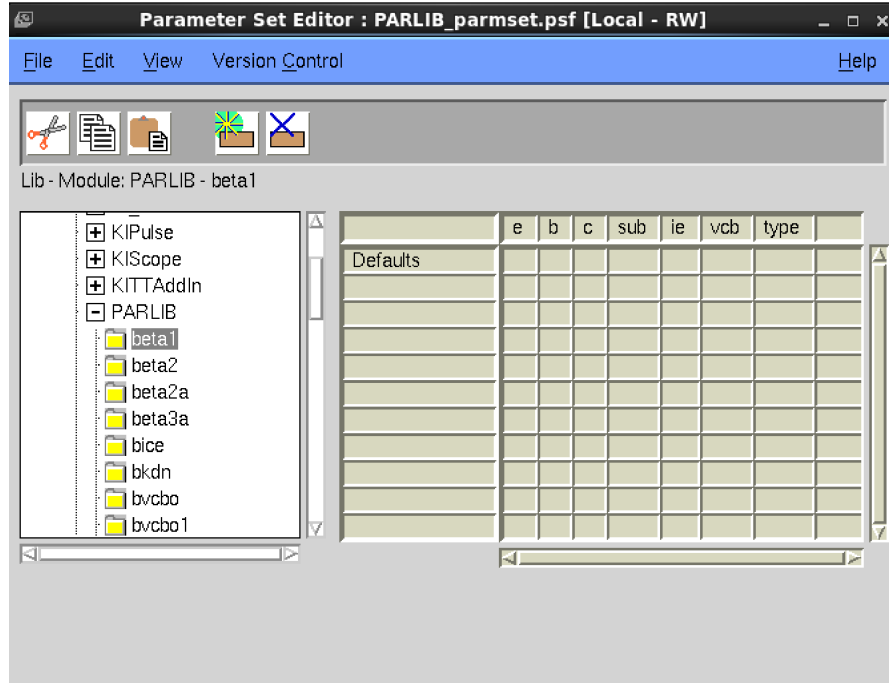 Parameter Set Editor : PARLIB_parmset.psf [Local - RW]
File Edit View Version Control Help
Lib - Module: PARLIB - beta1
KIPulse
KIScope
KITTAddIn
PARLIB
beta1
beta2
beta2a
beta3a
bice
bkdn
bvcbo
bvcbo1
e b c sub ie vcb type
Defaults